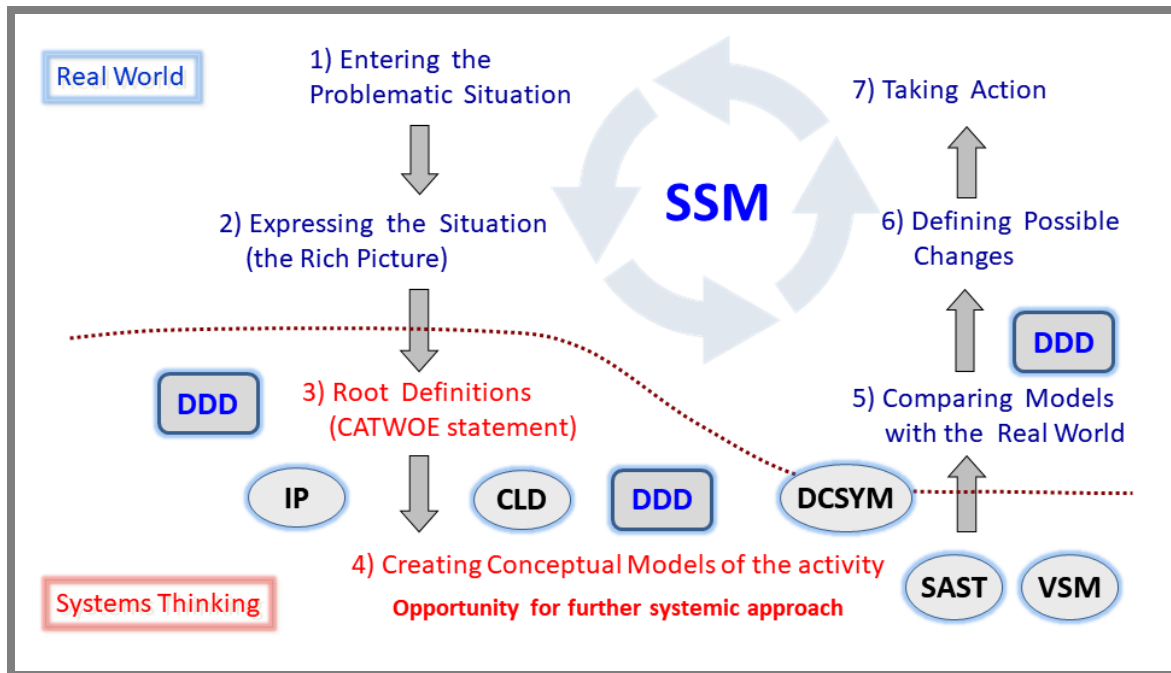 Real World
1) Entering the
Problematic Situation
7) Taking Action
SSM
2) Expressing the Situation
(the Rich Picture)
6) Defining Possible
Changes
DDD
DDD
3) Root Definitions
(CATWOE statement)
5) Comparing Models
with the Real World
IP
CLD
DDD
DCSYM
4) Creating Conceptual Models of the activity
Opportunity for further systemic approach
SAST
VSM
Systems Thinking